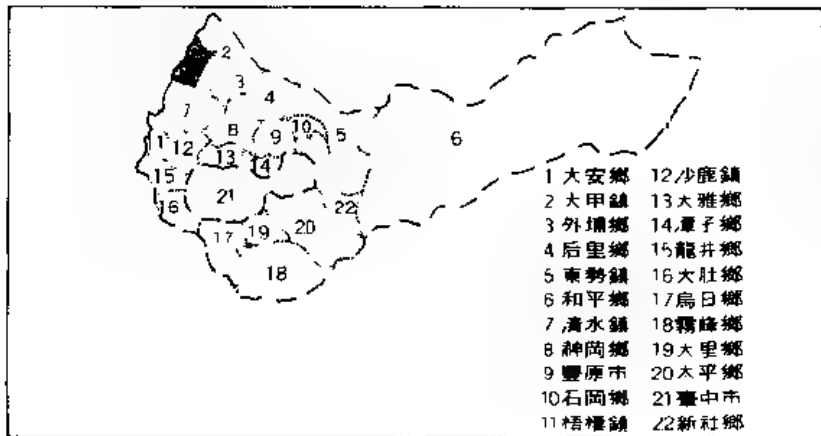 2
3
4
7
8
9
10
5
6
1 12
13
14
15
16
21
22
17
19
20
18
1 大安鄉 12 沙鹿鎮
2 大甲鎮 13 大雅鄉
3 外埔鄉 14 潭子鄉
4 后里鄉 15 龍井鄉
5 東勢鎮 16 大肚鄉
6 和平鄉 17 烏日鄉
7 清水鎮 18 霧峰鄉
8 神岡鄉 19 大里鄉
9 豐原市 20 太平鄉
10 石岡鄉 21 臺中市
11 梧棲鎮 22 新社鄉